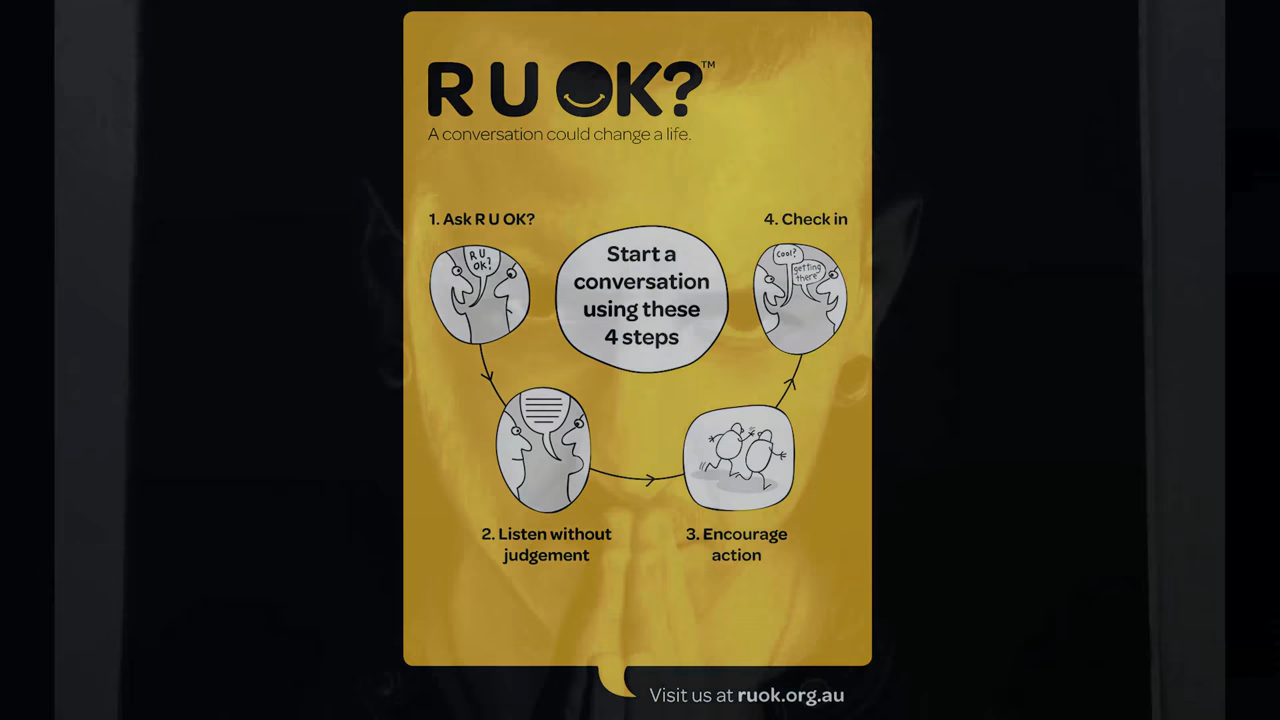 R U OK?™
A conversation could change a life.
1. Ask R U OK?
R U
OK?
Start a
conversation
using these
4 steps
2. Listen without
judgement
3. Encourage
action
4. Check in
Cool?
getting
there
Visit us at ruok.org.au